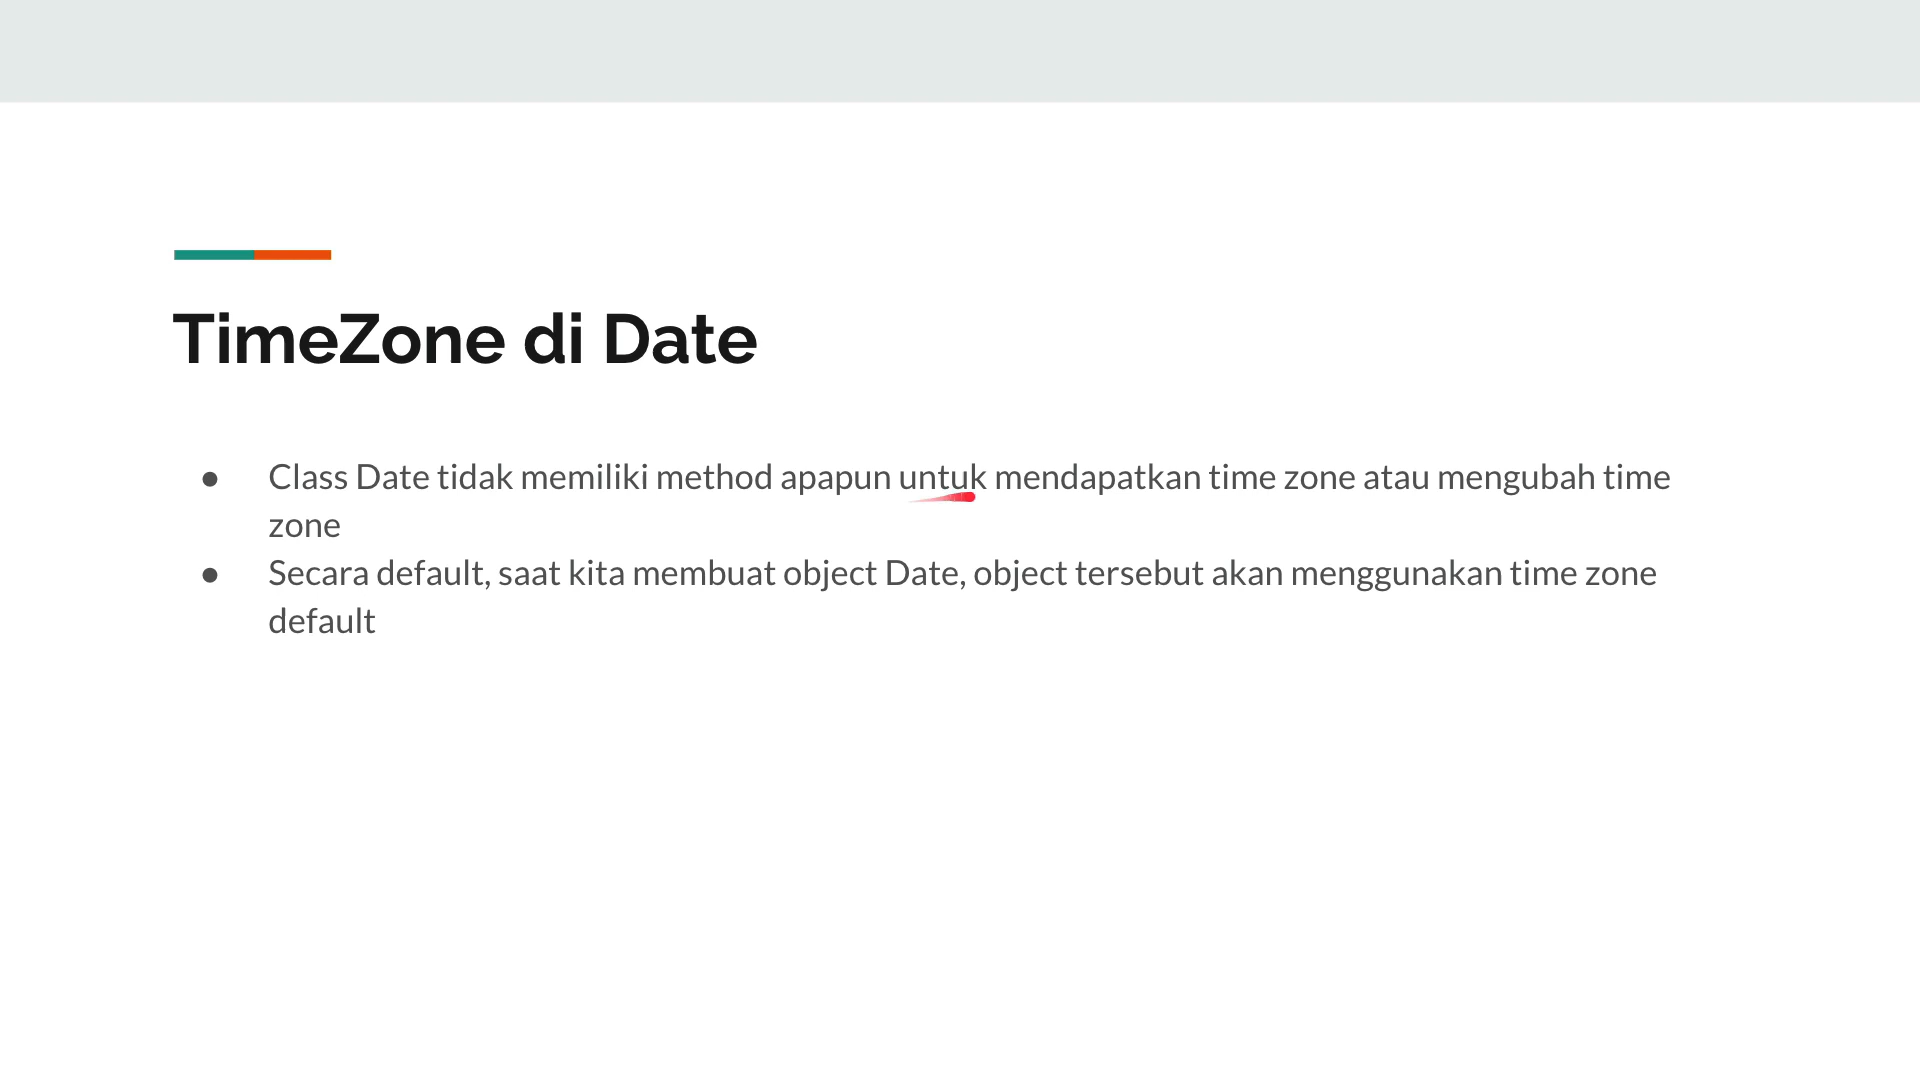 TimeZone di Date
● Class Date tidak memiliki method apapun untuk mendapatkan time zone atau mengubah time
zone
● Secara default, saat kita membuat object Date, object tersebut akan menggunakan time zone
default